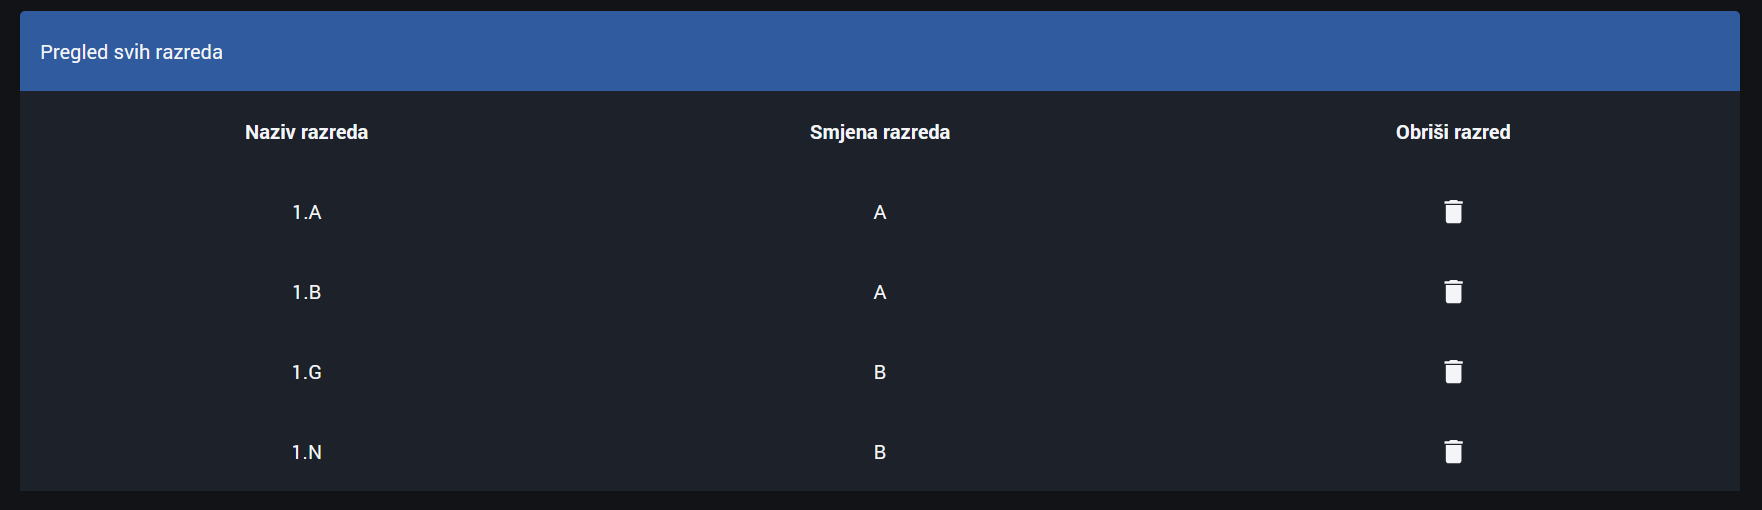 Pregled svih razreda
Naziv razreda Smjena razreda Obriši razred
1.A A
1.B A
1.G B
1.N B